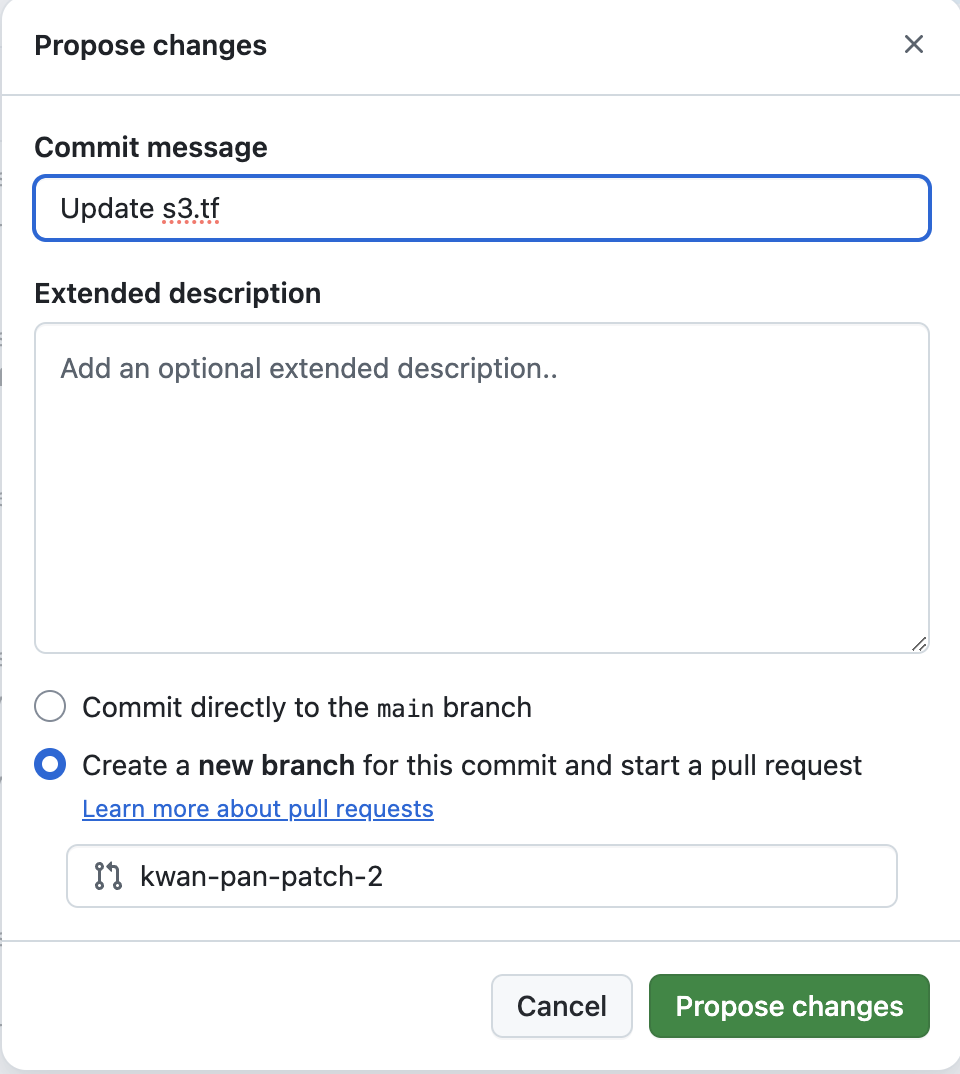 Propose changes
Commit message
Update s3.tf
Extended description
Add an optional extended description..
Commit directly to the main branch
Create a new branch for this commit and start a pull request
Learn more about pull requests
kwan-pan-patch-2
Cancel
Propose changes